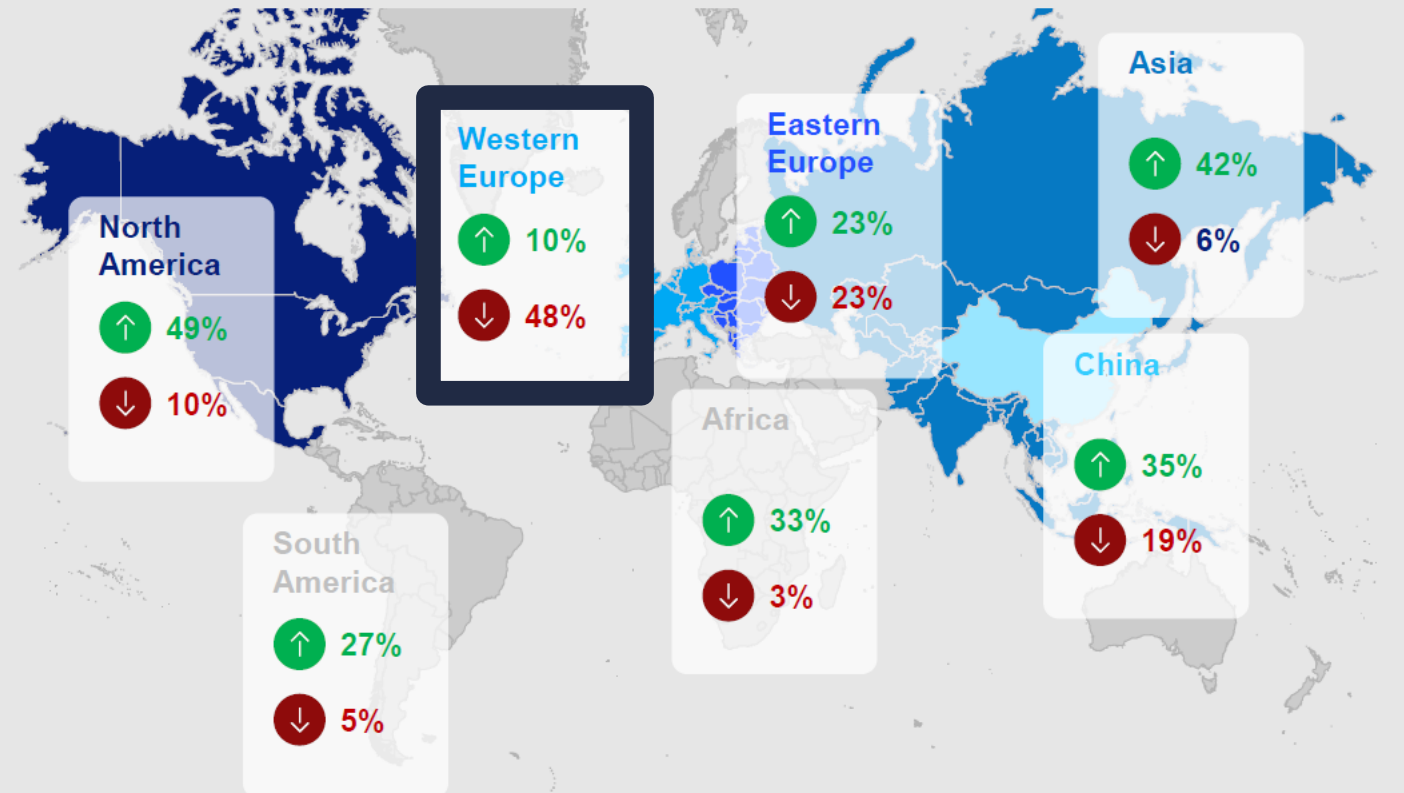 North
America
49%
10%
Western
Europe
10%
48%
Eastern
Europe
23%
23%
Asia
42%
6%
China
35%
19%
Africa
33%
3%
South
America
27%
5%